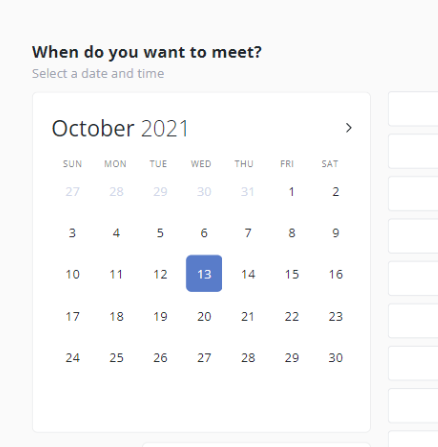 When do you want to meet?
Select a date and time
October 2021
SUN MON TUE WED THU FRI SAT
27 28 29 30 31 1 2
3 4 5 6 7 8 9
10 11 12 13 14 15 16
17 18 19 20 21 22 23
24 25 26 27 28 29 30